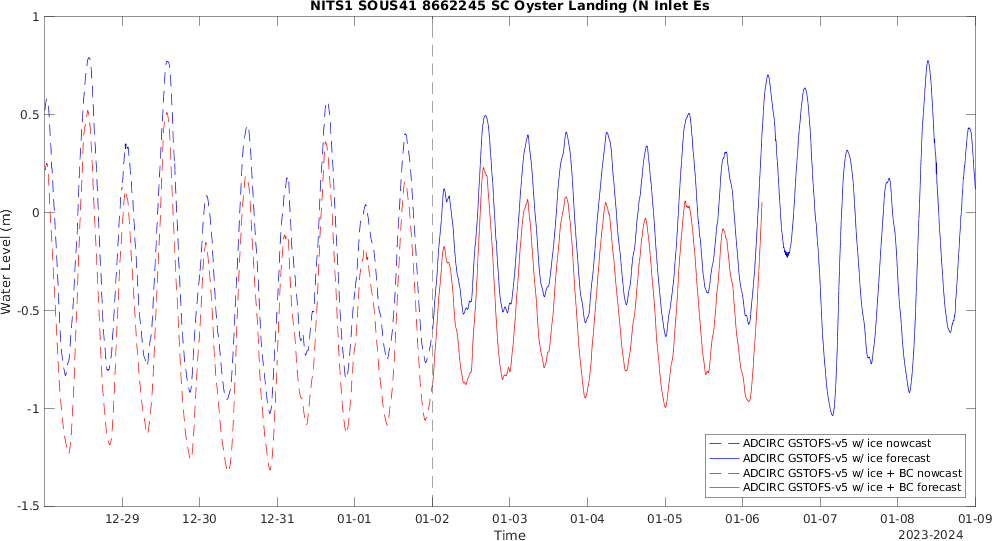 NITS1 SOUS41 8662245 SC Oyster Landing (N Inlet Es
1
0.5
0
-0.5
-1
-1.5
Water Level (m)
12-29 12-30 12-31 01-01 01-02 01-03 01-04 01-05 01-06 01-07 01-08 01-09
Time
2023-2024
ADCIRC GSTOFS-v5 w/ ice nowcast
ADCIRC GSTOFS-v5 w/ ice forecast
ADCIRC GSTOFS-v5 w/ ice + BC nowcast
ADCIRC GSTOFS-v5 w/ ice + BC forecast